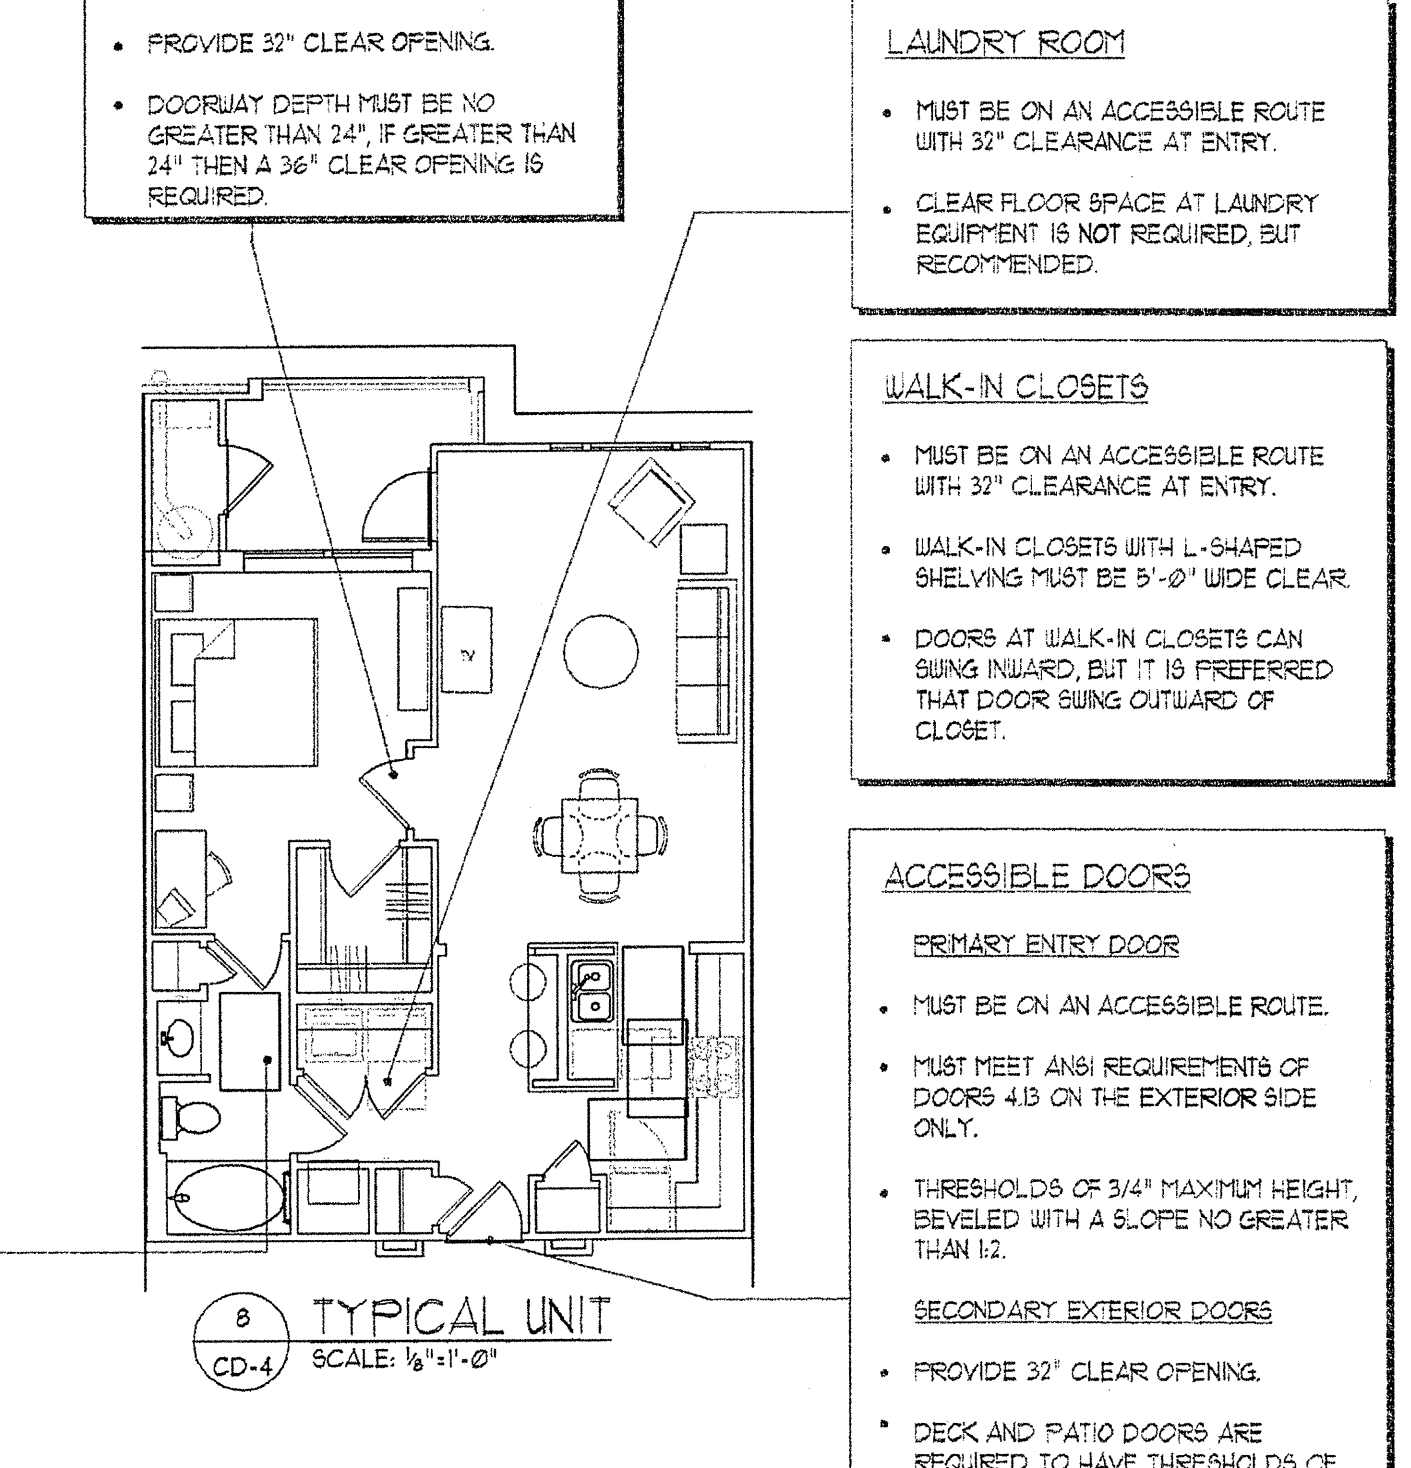 • PROVIDE 32" CLEAR OPENING.
• DOORWAY DEPTH MUST BE NO
GREATER THAN 24", IF GREATER THAN
24" THEN A 36" CLEAR OPENING IS
REQUIRED.
LAUNDRY ROOM
• MUST BE ON AN ACCESSIBLE ROUTE
WITH 32" CLEARANCE AT ENTRY.
• CLEAR FLOOR SPACE AT LAUNDRY
EQUIPMENT IS NOT REQUIRED, BUT
RECOMMENDED.
WALK-IN CLOSETS
• MUST BE ON AN ACCESSIBLE ROUTE
WITH 32" CLEARANCE AT ENTRY.
• WALK-IN CLOSETS WITH L-SHAPED
SHELVING MUST BE 5'-0" WIDE CLEAR.
• DOORS AT WALK-IN CLOSETS CAN
SWING INWARD, BUT IT IS PREFERRED
THAT DOOR SWING OUTWARD OF
CLOSET.
TV
ACCESSIBLE DOORS
PRIMARY ENTRY DOOR
• MUST BE ON AN ACCESSIBLE ROUTE.
• MUST MEET ANSI REQUIREMENTS OF
DOORS 4.13 ON THE EXTERIOR SIDE
ONLY.
• THRESHOLDS OF 3/4" MAXIMUM HEIGHT,
BEVELED WITH A SLOPE NO GREATER
THAN 1:2.
SECONDARY EXTERIOR DOORS
• PROVIDE 32" CLEAR OPENING.
• DECK AND PATIO DOORS ARE
REQUIRED TO HAVE THRESHOLDS OF
8
CD-4
TYPICAL UNIT
SCALE: 1/8"=1'-0"